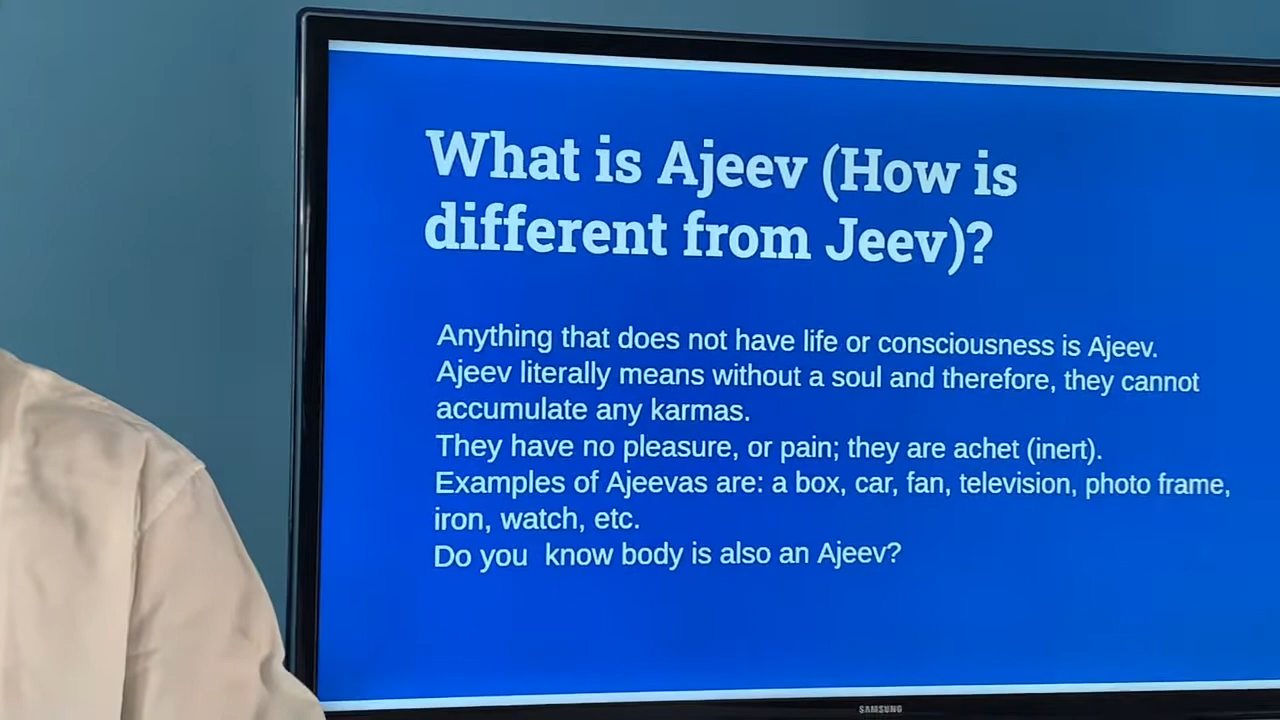 What is Ajeev (How is
different from Jeev)?
Anything that does not have life or consciousness is Ajeev.
Ajeev literally means without a soul and therefore, they cannot
accumulate any karmas.
They have no pleasure, or pain; they are achet (inert).
Examples of Ajeevas are: a box, car, fan, television, photo frame,
iron, watch, etc.
Do you  know body is also an Ajeev?
SAMSUNG